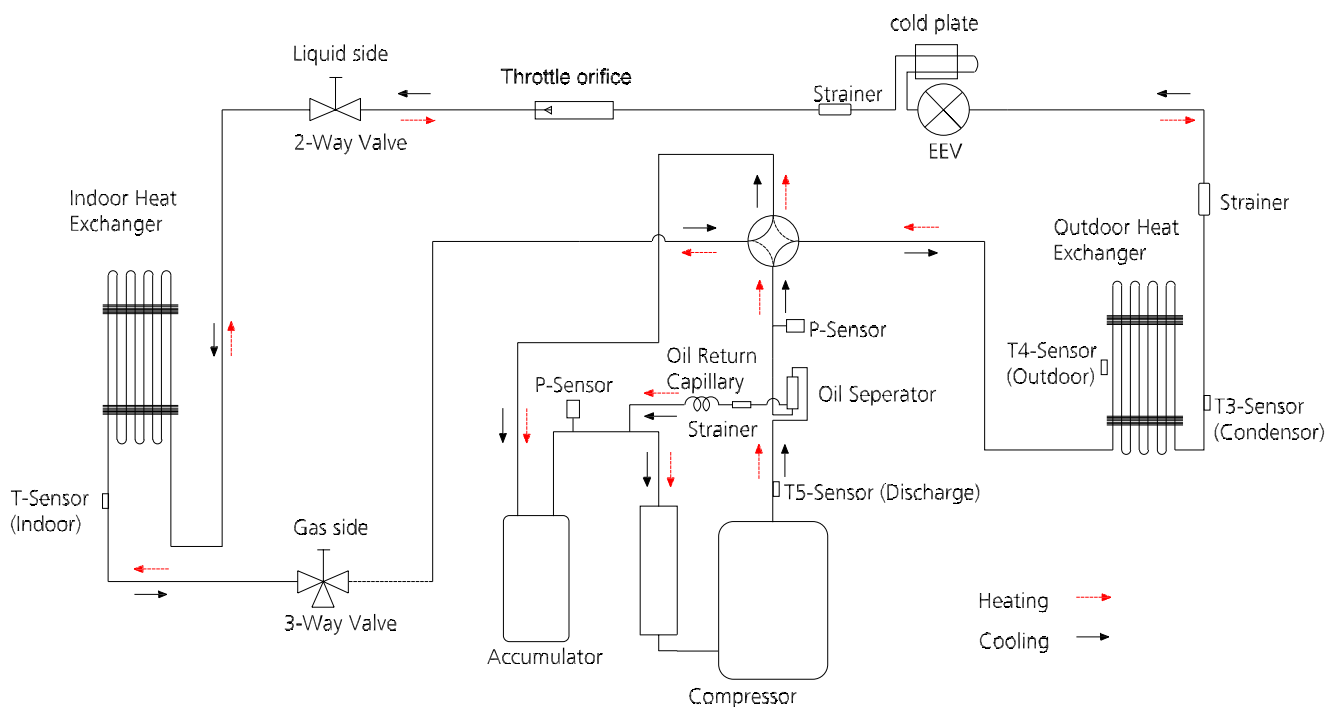 cold plate
Liquid side
Throttle orifice
Strainer
2-Way Valve
EEV
Indoor Heat
Exchanger
Strainer
Outdoor Heat
Exchanger
P-Sensor
Oil Return
Capillary
T4-Sensor
(Outdoor)
P-Sensor
Oil Seperator
T3-Sensor
(Condensor)
Strainer
T-Sensor
(Indoor)
T5-Sensor (Discharge)
Gas side
3-Way Valve
Heating
Cooling
Accumulator
Compressor